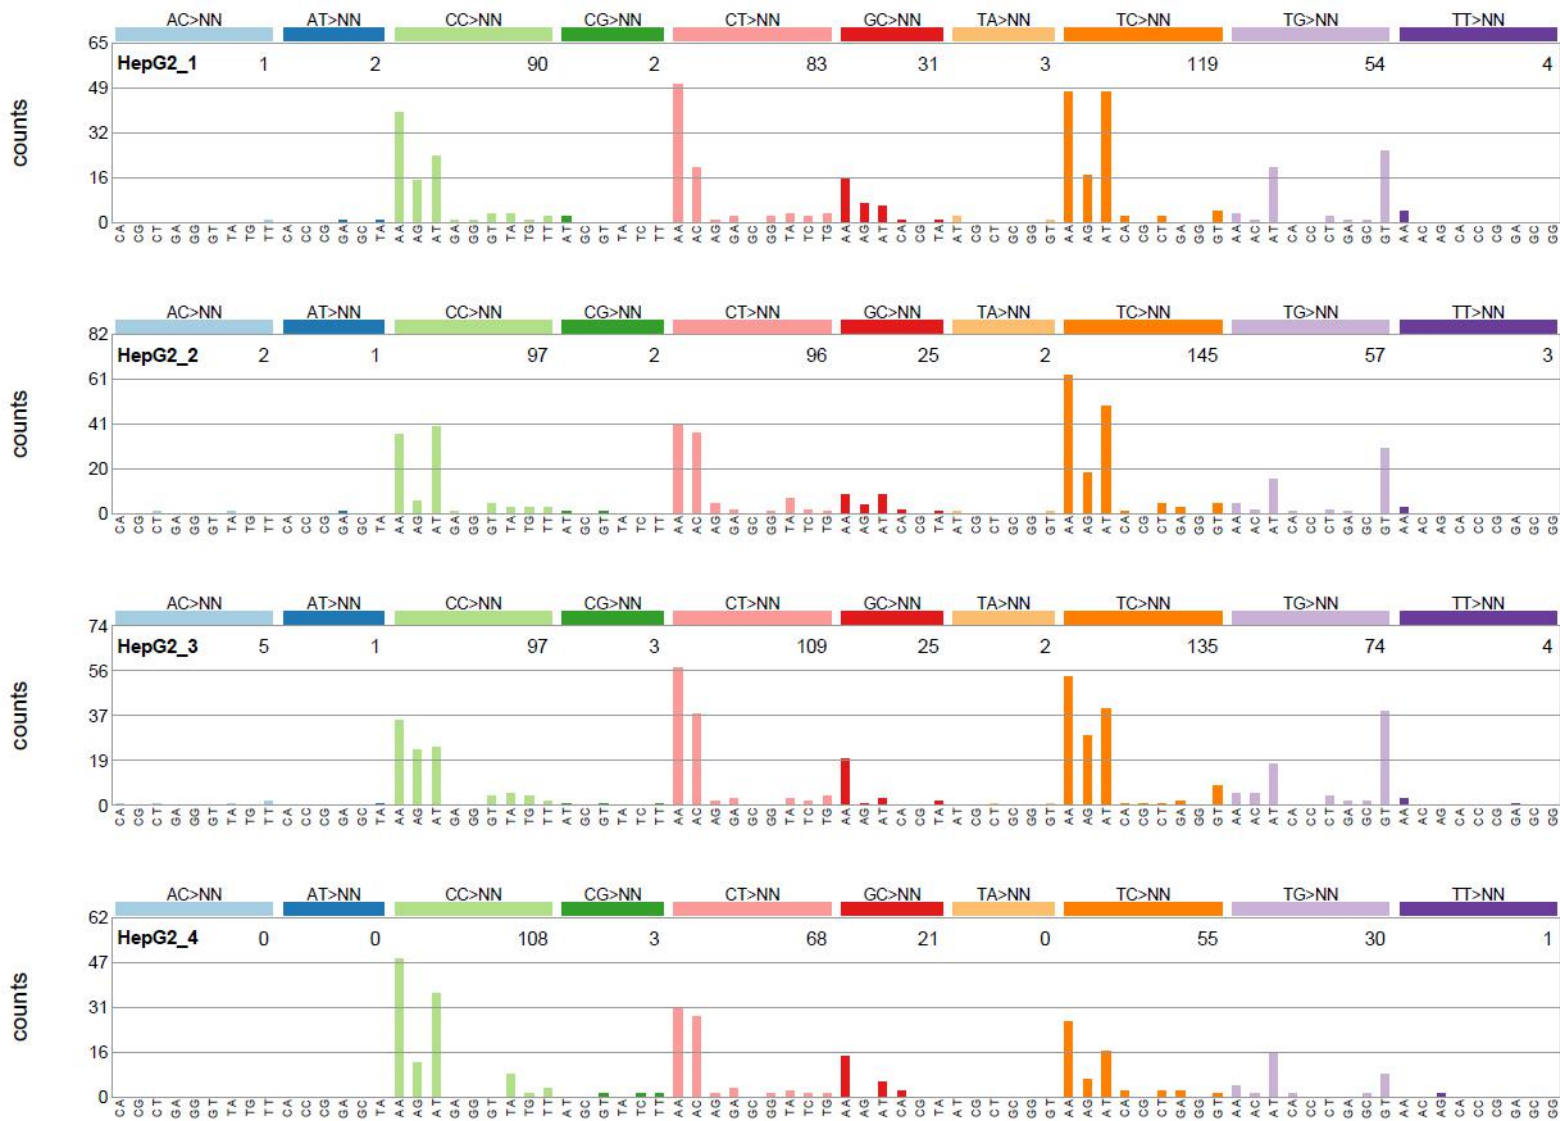 AC>NN AT>NN CC>NN CG>NN CT>NN GC>NN TA>NN TC>NN TG>NN TT>NN
65
HepG2_1 1 2 90 2 83 31 3 119 54 4
49
counts
32
16
0
CA CG CT GA GG GT TA TG TT CA CC CG GA GC TA AA AG AT GA GG GT TA TG TT AT GC GT TA TC TT AA AC AG GA GC GG TA TC TG AA AG AT CA CG TA AT CG CT GC GG GT AA AG AT CA CG CT GA GG GT AA AC AT CA CC CT GA GC GT AA AC AG CA CC CG GA GC GG
AC>NN AT>NN CC>NN CG>NN CT>NN GC>NN TA>NN TC>NN TG>NN TT>NN
82
HepG2_2 2 1 97 2 96 25 2 145 57 3
61
counts
41
20
0
CA CG CT GA GG GT TA TG TT CA CC CG GA GC TA AA AG AT GA GG GT TA TG TT AT GC GT TA TC TT AA AC AG GA GC GG TA TC TG AA AG AT CA CG TA AT CG CT GC GG GT AA AG AT CA CG CT GA GG GT AA AC AT CA CC CT GA GC GT AA AC AG CA CC CG GA GC GG
AC>NN AT>NN CC>NN CG>NN CT>NN GC>NN TA>NN TC>NN TG>NN TT>NN
74
HepG2_3 5 1 97 3 109 25 2 135 74 4
56
counts
37
19
0
CA CG CT GA GG GT TA TG TT CA CC CG GA GC TA AA AG AT GA GG GT TA TG TT AT GC GT TA TC TT AA AC AG GA GC GG TA TC TG AA AG AT CA CG TA AT CG CT GC GG GT AA AG AT CA CG CT GA GG GT AA AC AT CA CC CT GA GC GT AA AC AG CA CC CG GA GC GG
AC>NN AT>NN CC>NN CG>NN CT>NN GC>NN TA>NN TC>NN TG>NN TT>NN
62
HepG2_4 0 0 108 3 68 21 0 55 30 1
47
counts
31
16
0
CA CG CT GA GG GT TA TG TT CA CC CG GA GC TA AA AG AT GA GG GT TA TG TT AT GC GT TA TC TT AA AC AG GA GC GG TA TC TG AA AG AT CA CG TA AT CG CT GC GG GT AA AG AT CA CG CT GA GG GT AA AC AT CA CC CT GA GC GT AA AC AG CA CC CG GA GC GG